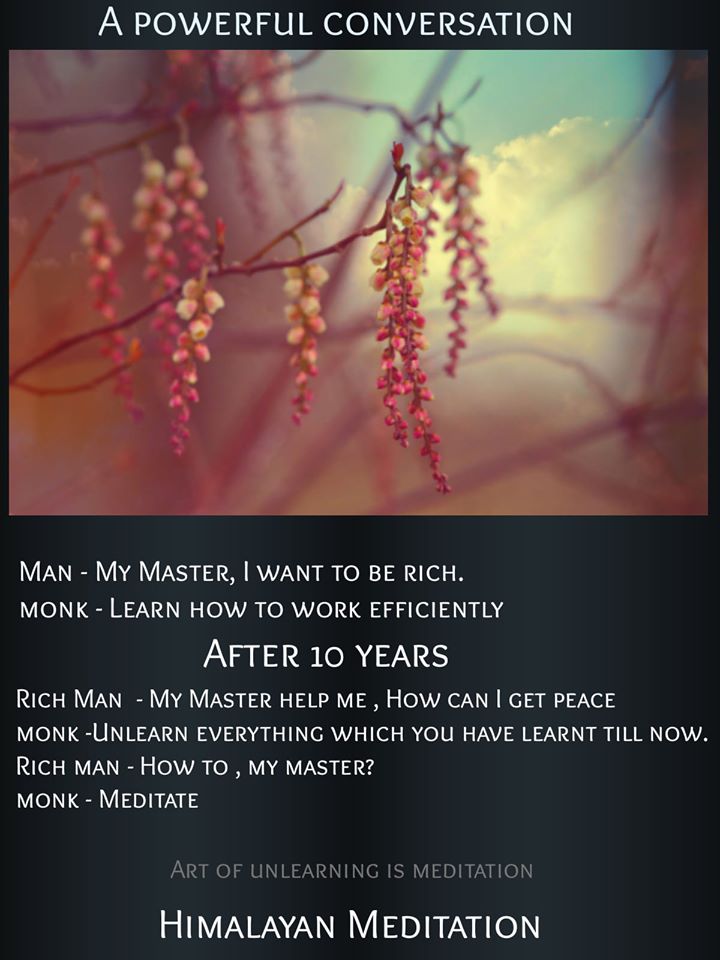 A powerful conversation
Man - My Master, I want to be rich.
monk - Learn how to work efficiently
After 10 years
Rich Man - My Master help me , How can I get peace
monk -Unlearn everything which you have learnt till now.
Rich man - How to , my master?
monk - Meditate
Art of unlearning is meditation
Himalayan Meditation